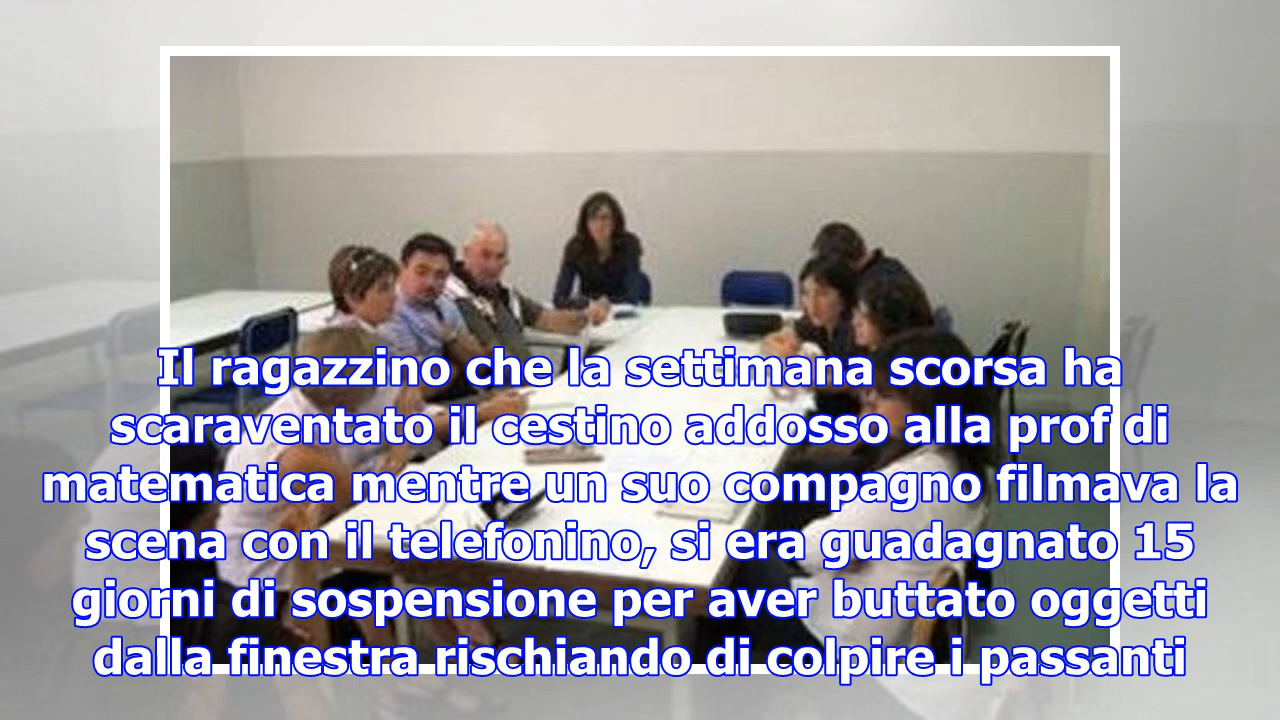 Il ragazzino che la settimana scorsa ha
scaraventato il cestino addosso alla prof di
matematica mentre un suo compagno filmava la
scena con il telefonino, si era guadagnato 15
giorni di sospensione per aver buttato oggetti
dalla finestra rischiando di colpire i passanti